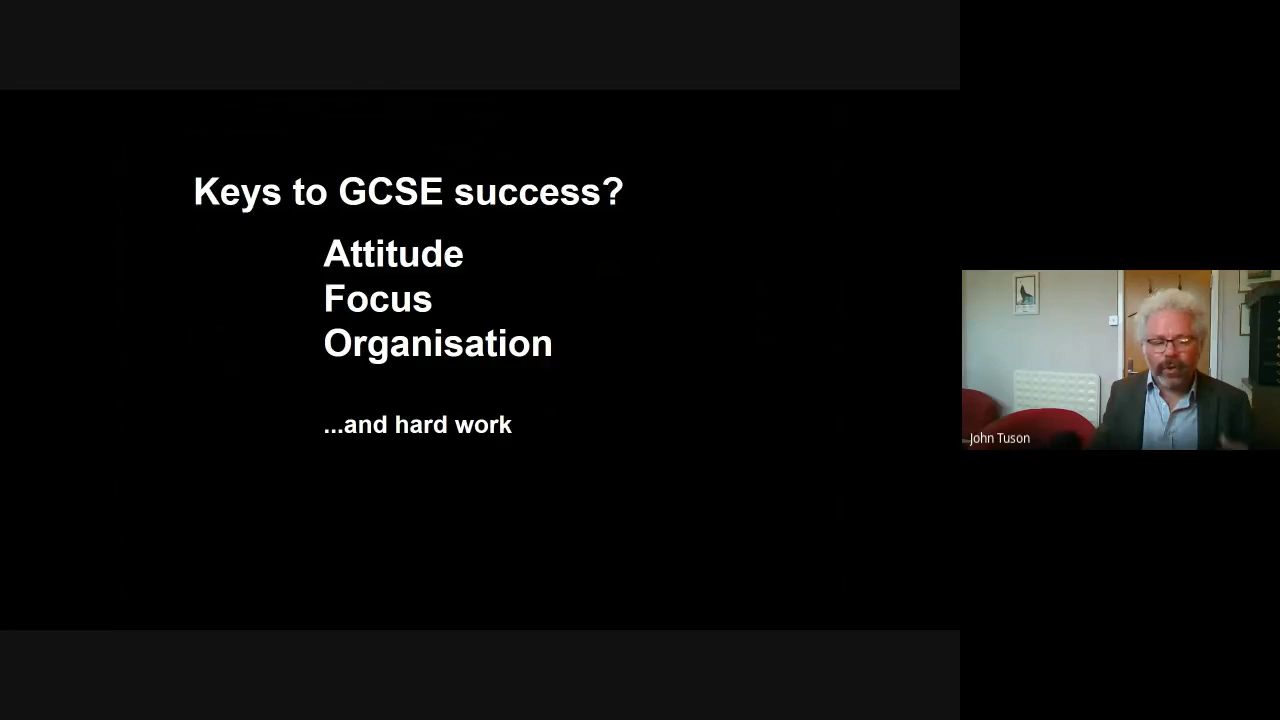 Keys to GCSE success?
Attitude
Focus
Organisation
...and hard work
John Tuson